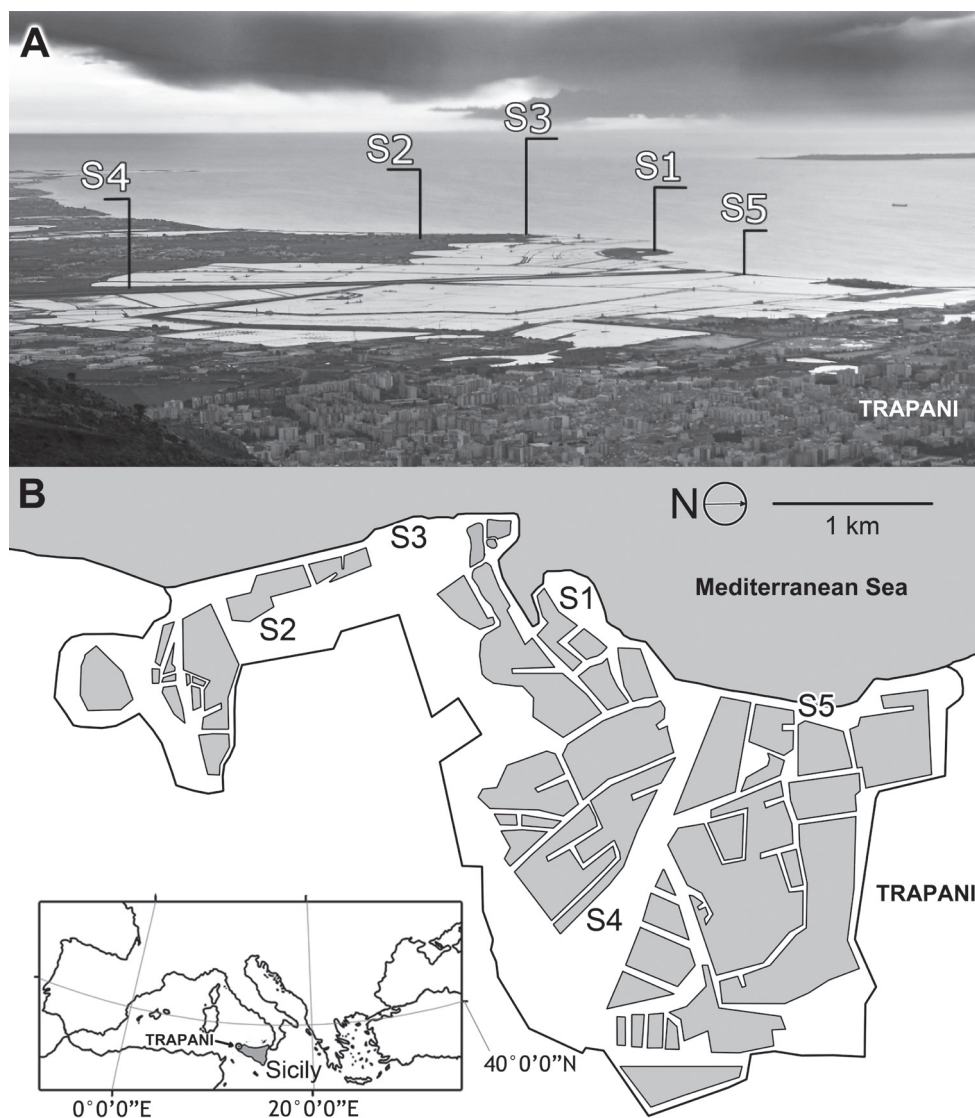 A
S3
S2
S1
S4
S5
TRAPANI
B
N
1 km
S3
Mediterranean Sea
S1
S2
S5
TRAPANI
S4
TRAPANI
Sicily
40°0'0"N
0°0'0"E
20°0'0"E